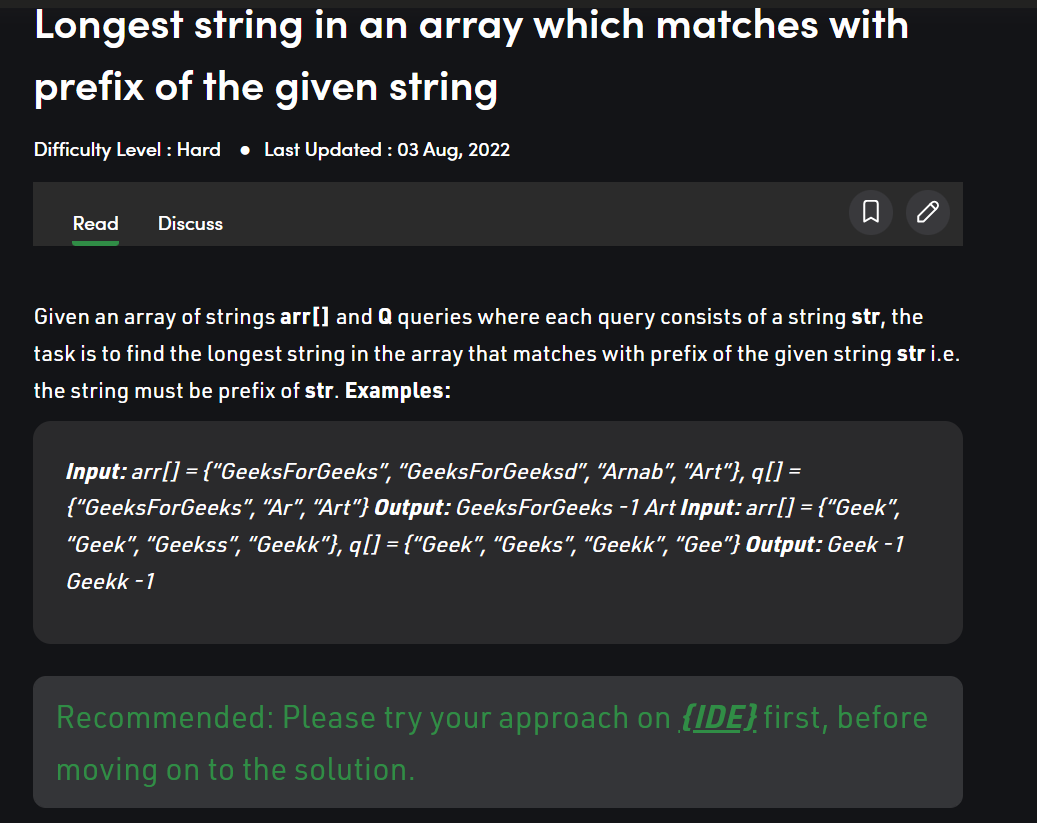 Longest string in an array which matches with
prefix of the given string
Difficulty Level : Hard ● Last Updated : 03 Aug, 2022
Read Discuss
Given an array of strings arr[] and Q queries where each query consists of a string str, the
task is to find the longest string in the array that matches with prefix of the given string str i.e.
the string must be prefix of str. Examples:
Input: arr[] = {“GeeksForGeeks”, “GeeksForGeeksd”, “Arnab”, “Art”}, q[] =
{“GeeksForGeeks”, “Ar”, “Art”} Output: GeeksForGeeks -1 Art Input: arr[] = {“Geek”,
“Geek”, “Geekss”, “Geekk”}, q[] = {“Geek”, “Geeks”, “Geekk”, “Gee”} Output: Geek -1
Geekk -1
Recommended: Please try your approach on {IDE} first, before
moving on to the solution.